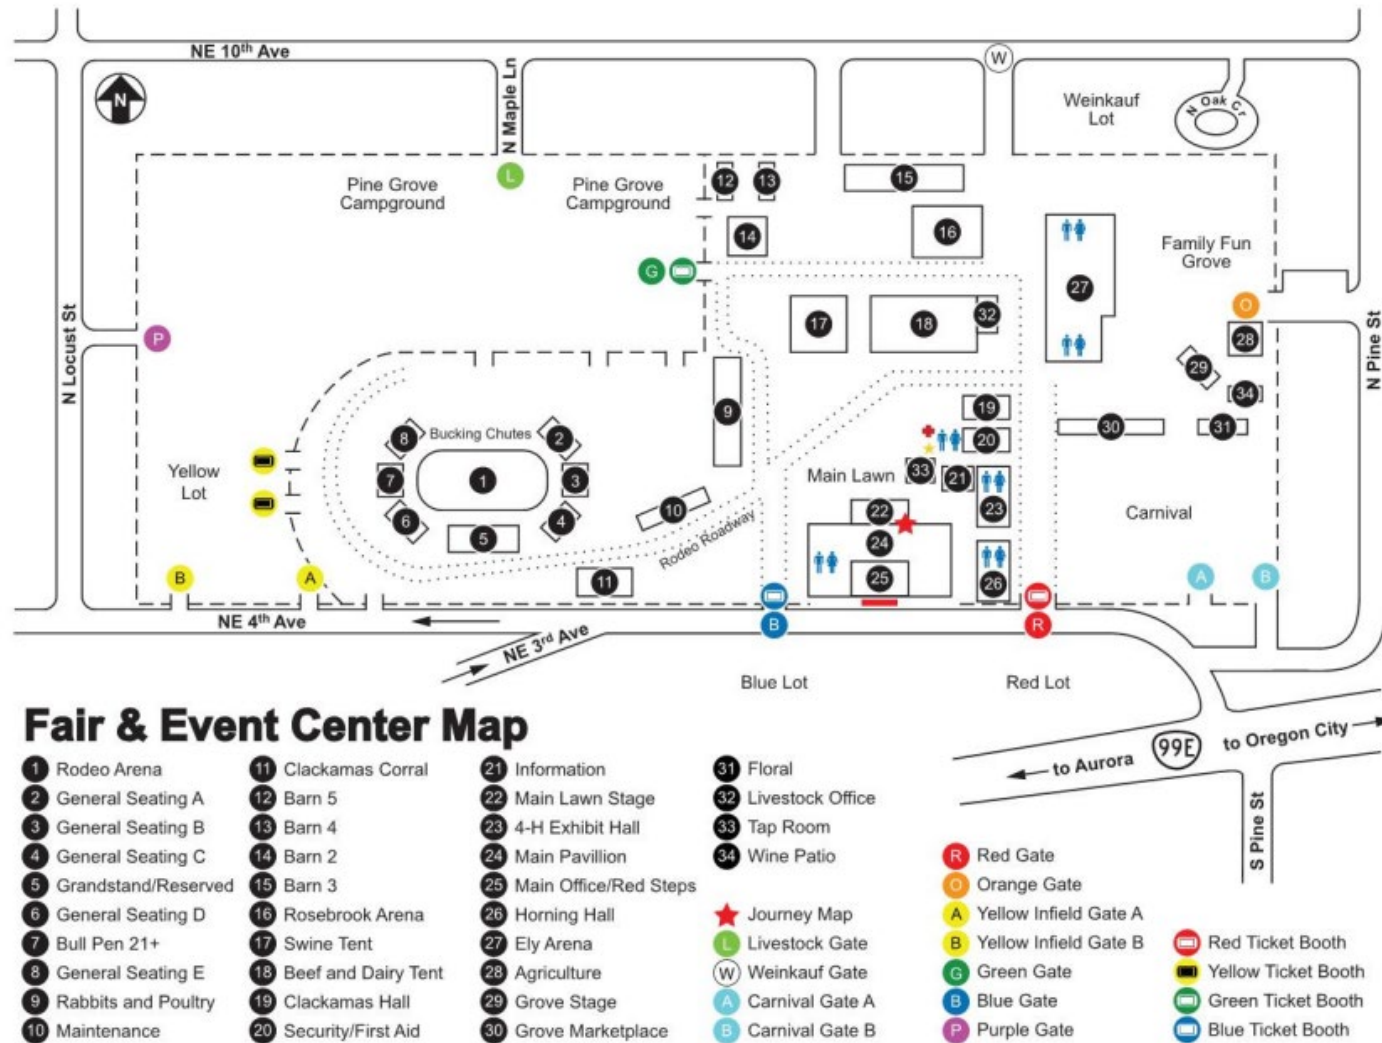 NE 10th Ave
N Maple Ln
W
Weinkauf
Lot
N Oak Cr
N
L
Pine Grove
Campground
Pine Grove
Campground
12
13
15
14
16
Family Fun
Grove
G
27
O
N Locust St
P
17
18
32
28
N Pine St
29
34
9
19
30
31
8
Bucking Chutes
2
20
Yellow
Lot
7
1
3
Main Lawn
33
21
23
6
4
5
10
22
Carnival
Rodeo Roadway
24
B
A
11
25
26
A
B
NE 4th Ave
B
R
NE 3rd Ave
Blue Lot
Red Lot
99E
to Oregon City
to Aurora
S Pine St
Fair & Event Center Map
1 Rodeo Arena
2 General Seating A
3 General Seating B
4 General Seating C
5 Grandstand/Reserved
6 General Seating D
7 Bull Pen 21+
8 General Seating E
9 Rabbits and Poultry
10 Maintenance
11 Clackamas Corral
12 Barn 5
13 Barn 4
14 Barn 2
15 Barn 3
16 Rosebrook Arena
17 Swine Tent
18 Beef and Dairy Tent
19 Clackamas Hall
20 Security/First Aid
21 Information
22 Main Lawn Stage
23 4-H Exhibit Hall
24 Main Pavillion
25 Main Office/Red Steps
26 Horning Hall
27 Ely Arena
28 Agriculture
29 Grove Stage
30 Grove Marketplace
31 Floral
32 Livestock Office
33 Tap Room
34 Wine Patio
Journey Map
L Livestock Gate
W Weinkauf Gate
A Carnival Gate A
B Carnival Gate B
R Red Gate
O Orange Gate
A Yellow Infield Gate A
B Yellow Infield Gate B
G Green Gate
B Blue Gate
P Purple Gate
Red Ticket Booth
Yellow Ticket Booth
Green Ticket Booth
Blue Ticket Booth